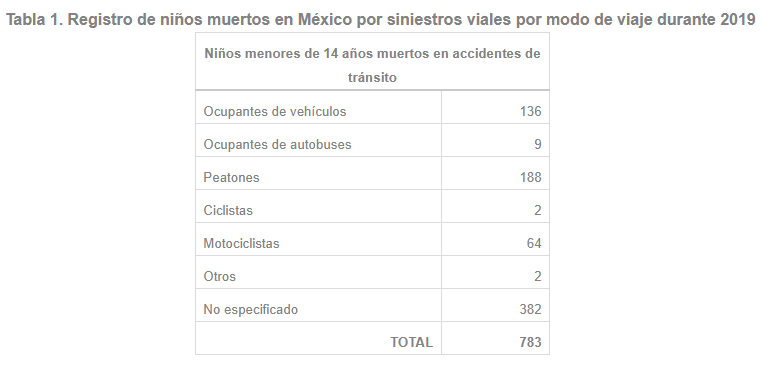 Tabla 1. Registro de niños muertos en México por siniestros viales por modo de viaje durante 2019
Niños menores de 14 años muertos en accidentes de
tránsito
Ocupantes de vehículos 136
Ocupantes de autobuses 9
Peatones 188
Ciclistas 2
Motociclistas 64
Otros 2
No especificado 382
TOTAL 783